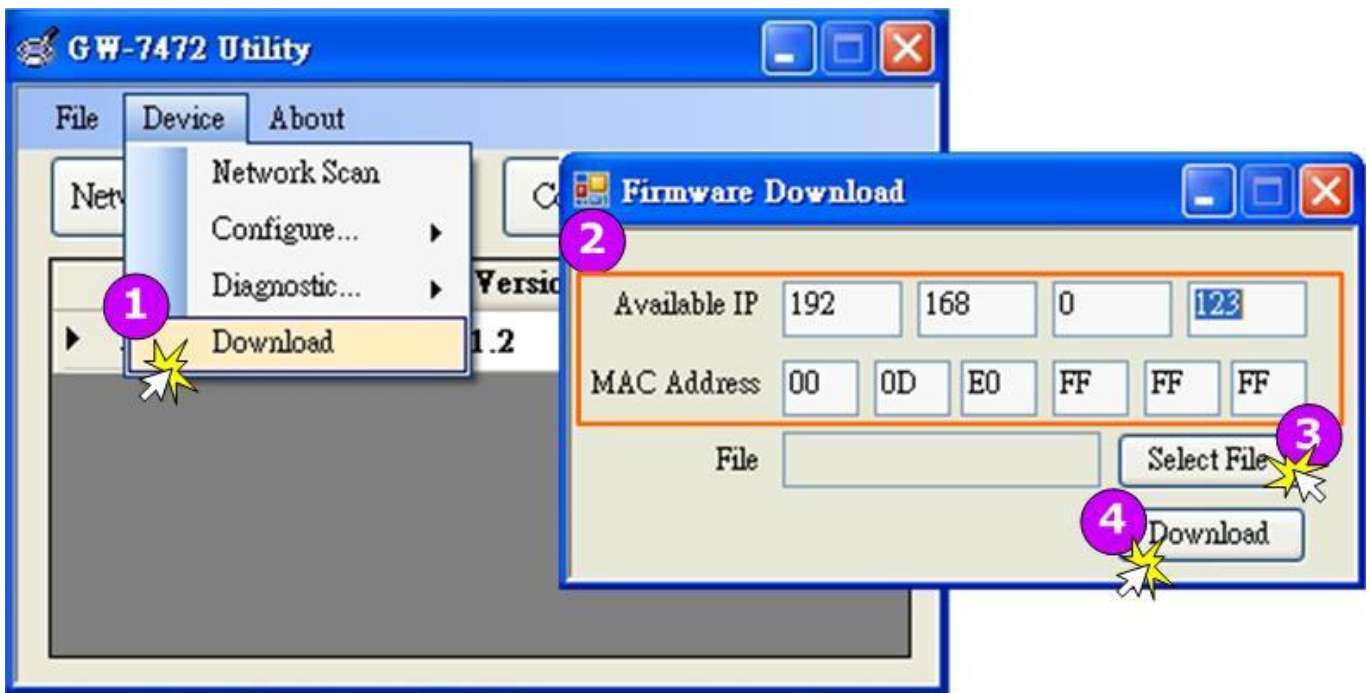 GW-7472 Utility
File Device About
Network Scan
Configure...
Diagnostic...
1
Download
1.2
Firmware Download
2
Available IP 192 168 0 123
MAC Address 00 0D E0 FF FF FF
File Select File 3
4 Download